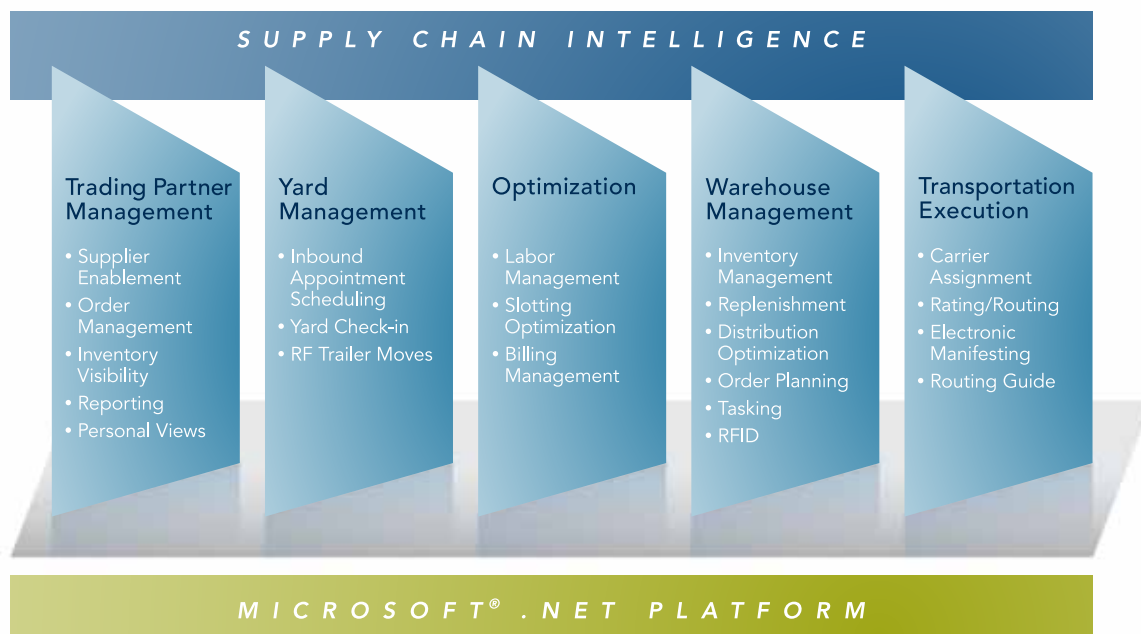 SUPPLY CHAIN INTELLIGENCE
Trading Partner
Management
• Supplier
Enablement
• Order
Management
• Inventory
Visibility
• Reporting
• Personal Views
Yard
Management
• Inbound
Appointment
Scheduling
• Yard Check-in
• RF Trailer Moves
Optimization
• Labor
Management
• Slotting
Optimization
• Billing
Management
Warehouse
Management
• Inventory
Management
• Replenishment
• Distribution
Optimization
• Order Planning
• Tasking
• RFID
Transportation
Execution
• Carrier
Assignment
• Rating/Routing
• Electronic
Manifesting
• Routing Guide
MICROSOFT® .NET PLATFORM